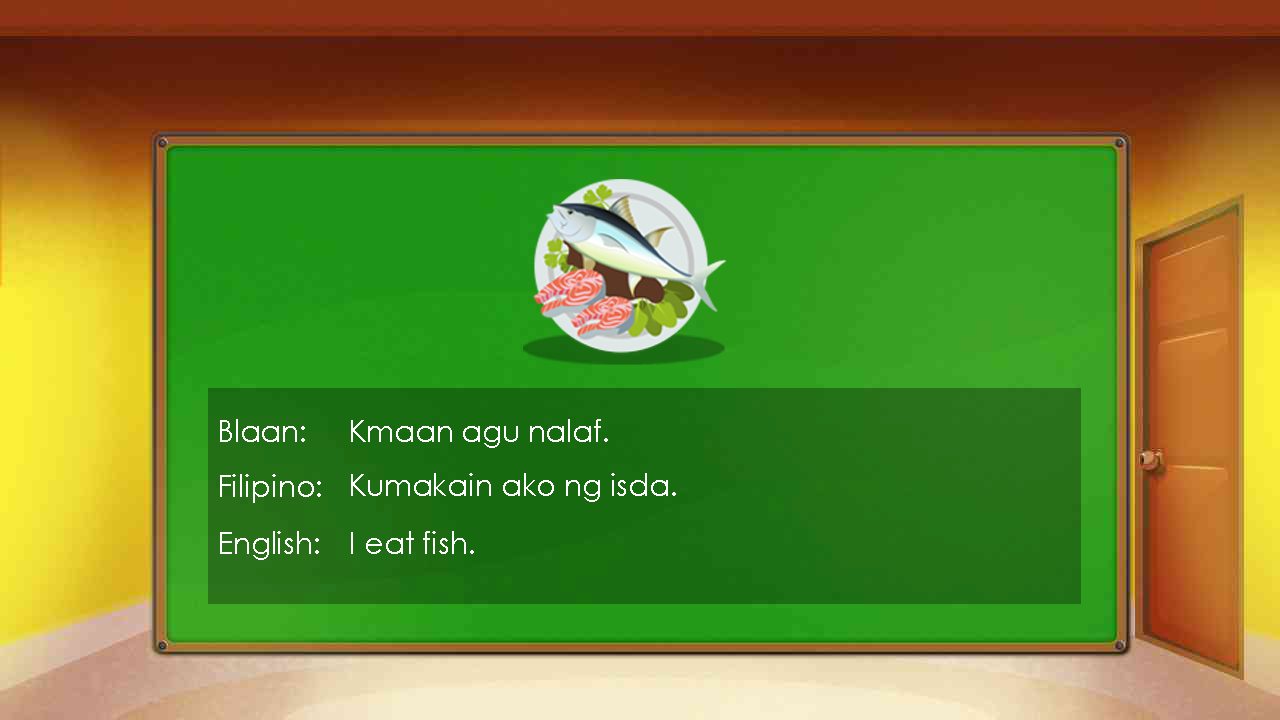 Blaan: Kmaan agu nalaf.
Filipino: Kumakain ako ng isda.
English: I eat fish.